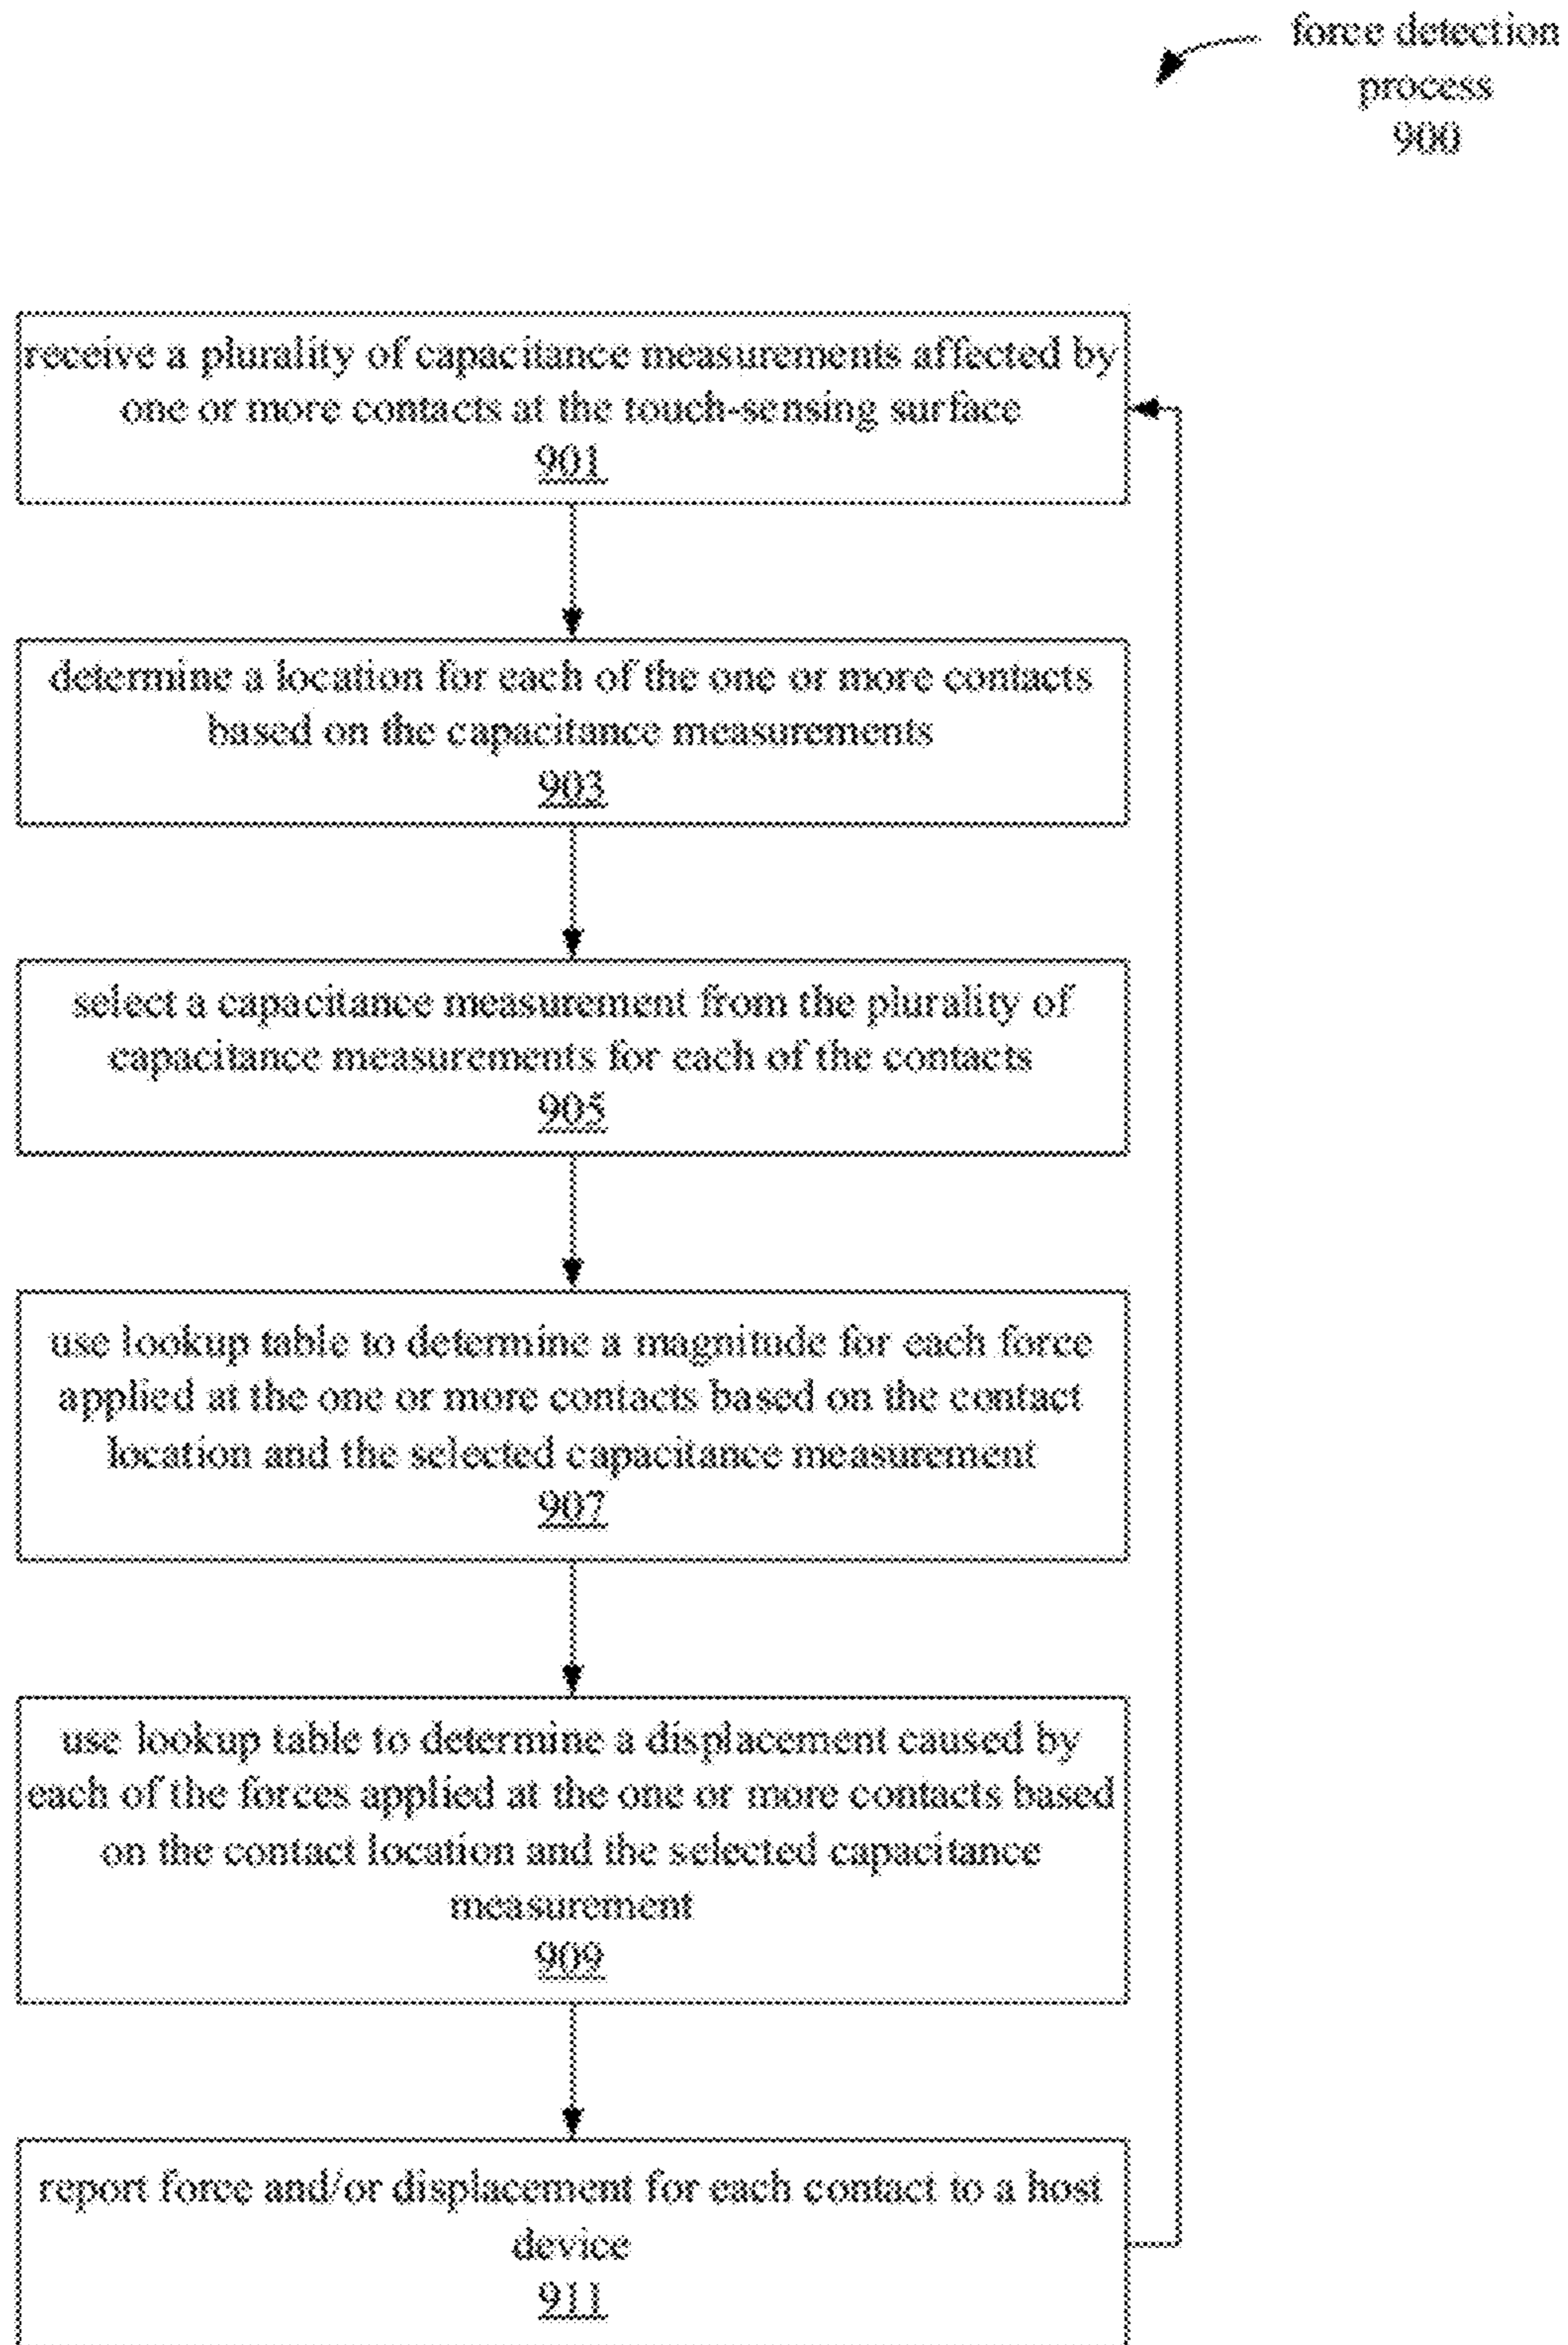 force detection
process
900
receive a plurality of capacitance measurements affected by
one or more contacts at the touch-sensing surface
901
determine a location for each of the one or more contacts
based on the capacitance measurements
903
select a capacitance measurement from the plurality of
capacitance measurements for each of the contacts
905
use lookup table to determine a magnitude for each force
applied at the one or more contacts based on the contact
location and the selected capacitance measurement
907
use lookup table to determine a displacement caused by
each of the forces applied at the one or more contacts based
on the contact location and the selected capacitance
measurement
909
report force and/or displacement for each contact to a host
device
911